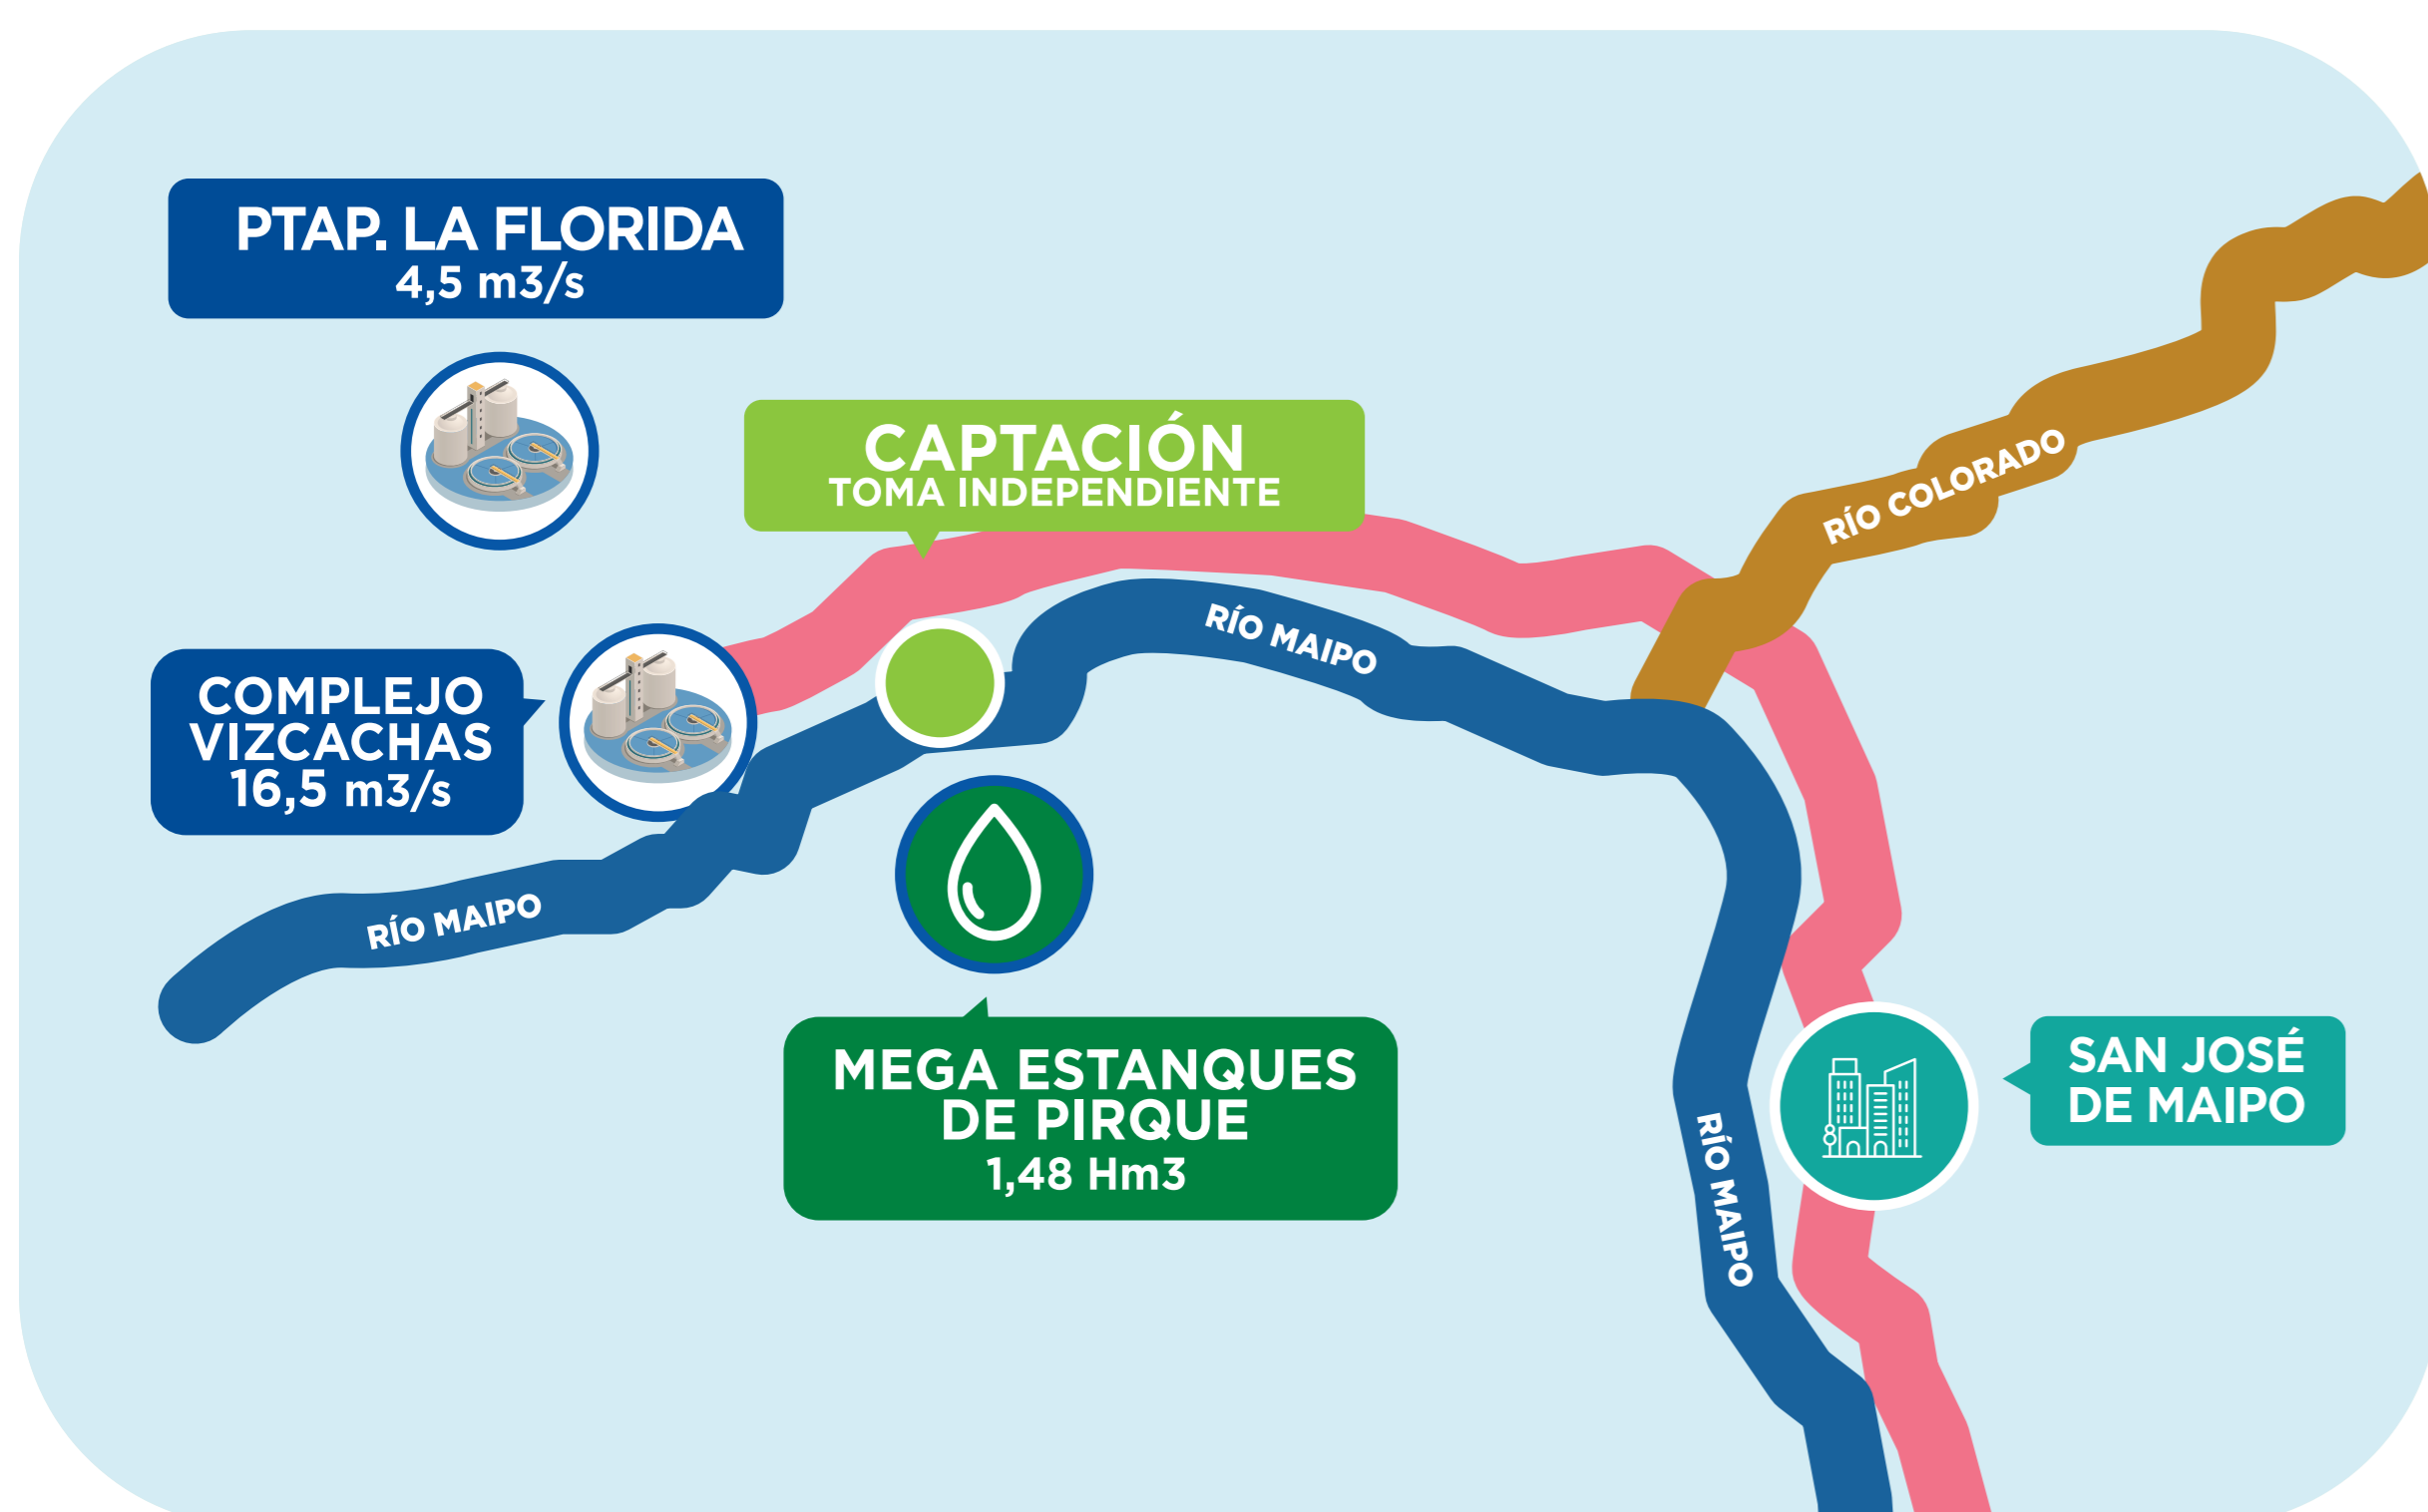 PTAP. LA FLORIDA
4,5 m3/s
CAPTACIÓN
TOMA INDEPENDIENTE
RÍO COLORADO
RÍO MAIPO
COMPLEJO
VIZCACHAS
16,5 m3/s
RÍO MAIPO
MEGA ESTANQUES
DE PIRQUE
1,48 Hm3
SAN JOSÉ
DE MAIPO
RÍO MAIPO